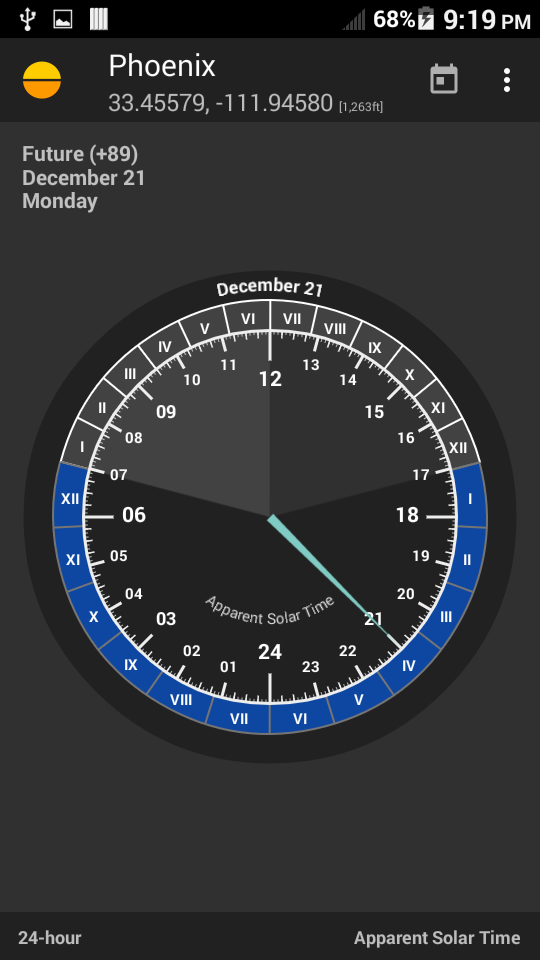 68% 9:19 PM
Phoenix
33.45579, -111.94580 [1,263ft]
Future (+89)
December 21
Monday
December 21
I II III IV V VI VII VIII IX X XI XII
I II III IV V VI VII VIII IX X XI XII
12 13 14 15 16 17 18 19 20 21 22 23 24 01 02 03 04 05 06 07 08 09 10 11
Apparent Solar Time
24-hour Apparent Solar Time